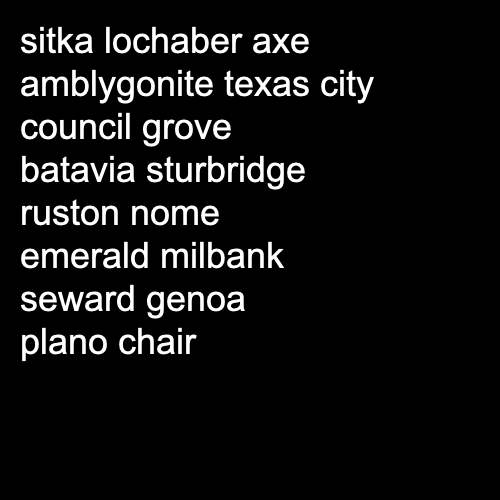 sitka lochaber axe
amblygonite texas city
council grove
batavia sturbridge
ruston nome
emerald milbank
seward genoa
plano chair